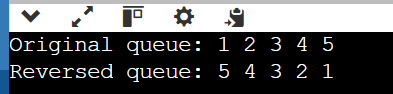 Original queue: 1 2 3 4 5
Reversed queue: 5 4 3 2 1